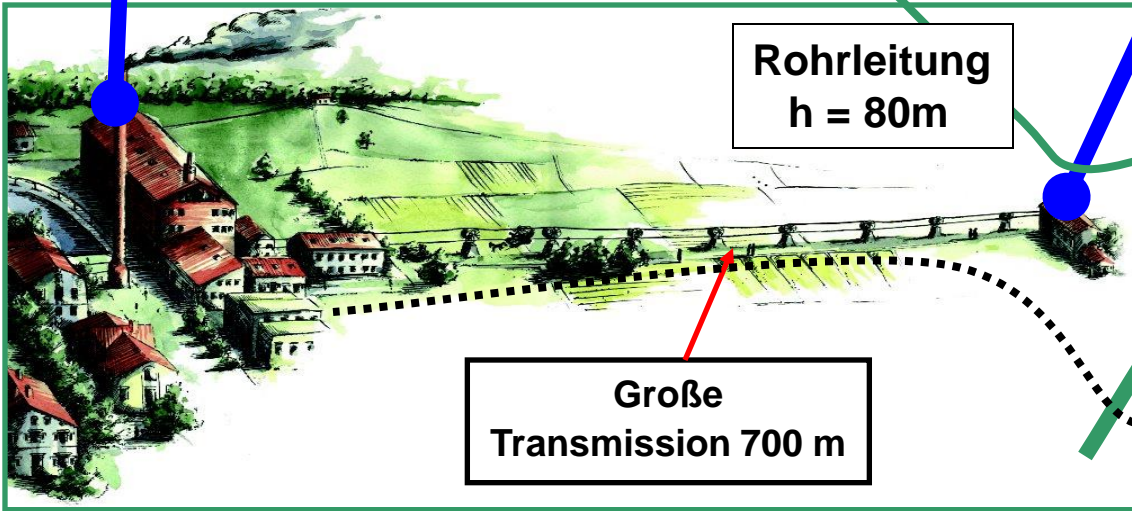 Rohrleitung
h = 80m
Große
Transmission 700 m